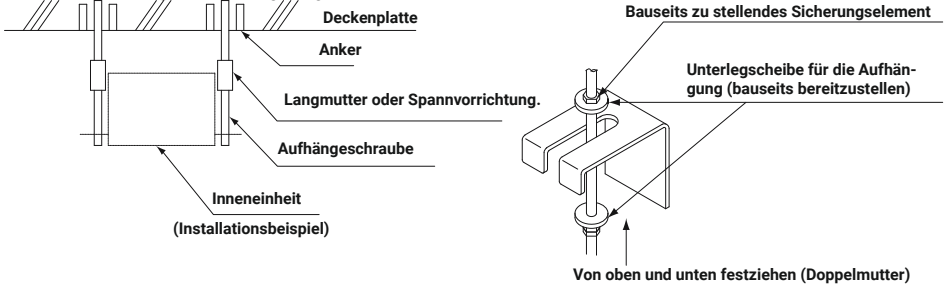 Deckenplatte
Anker
Langmutter oder Spannvorrichtung.
Aufhängeschraube
Inneneinheit
(Installationsbeispiel)
Bauseits zu stellendes Sicherungselement
Unterlegscheibe für die Aufhän-
gung (bauseits bereitzustellen)
Von oben und unten festziehen (Doppelmutter)